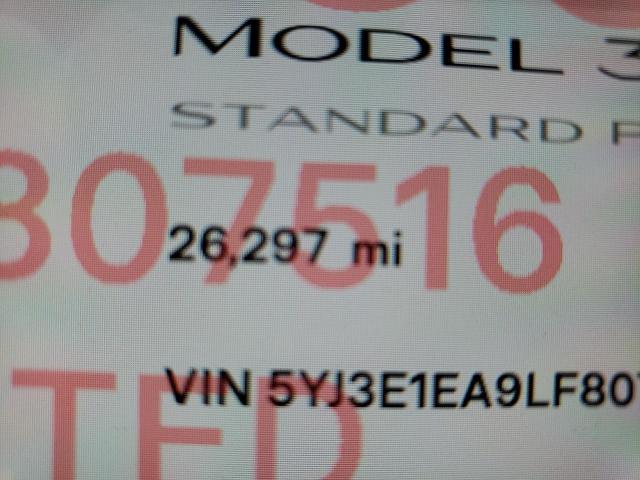 MODEL 3
STANDARD
807516
26,297 mi
VIN 5YJ3E1EA9LF80
TED